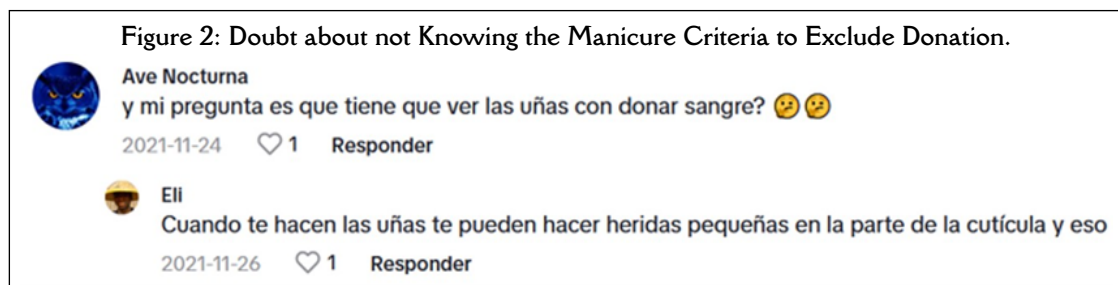 Figure 2: Doubt about not Knowing the Manicure Criteria to Exclude Donation.
Ave Nocturna
y mi pregunta es que tiene que ver las uñas con donar sangre? 🤔🤔
2021-11-24 1 Responder
Eli
Cuando te hacen las uñas te pueden hacer heridas pequeñas en la parte de la cutícula y eso
2021-11-26 1 Responder